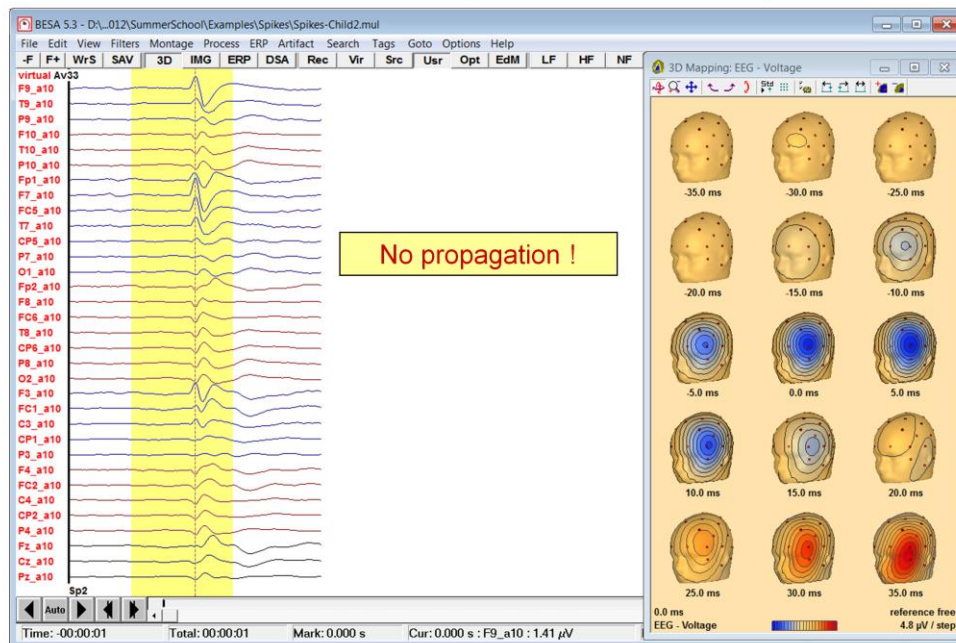 BESA 5.3 - D:\...012\SummerSchool\Examples\Spikes\Spikes-Child2.mul
File Edit View Filters Montage Process ERP Artifact Search Tags Goto Options Help
-F F+ WrS SAV 3D IMG ERP DSA Rec Vir Src Usr Opt EdM LF HF NF
virtual Av33
F9_a10
T9_a10
P9_a10
F10_a10
T10_a10
P10_a10
Fp1_a10
F7_a10
FC5_a10
T7_a10
CP5_a10
P7_a10
O1_a10
Fp2_a10
F8_a10
FC6_a10
T8_a10
CP6_a10
P8_a10
O2_a10
F3_a10
FC1_a10
C3_a10
CP1_a10
P3_a10
F4_a10
FC2_a10
C4_a10
CP2_a10
P4_a10
Fz_a10
Cz_a10
Pz_a10
Sp2
No propagation !
Auto
Time: -00:00:01 Total: 00:00:01 Mark: 0.000 s Cur: 0.000 s : F9_a10 : 1.41 µV
3D Mapping: EEG - Voltage
Std
-35.0 ms -30.0 ms -25.0 ms
-20.0 ms -15.0 ms -10.0 ms
-5.0 ms 0.0 ms 5.0 ms
10.0 ms 15.0 ms 20.0 ms
25.0 ms 30.0 ms 35.0 ms
0.0 ms reference free
EEG - Voltage 4.8 µV / step